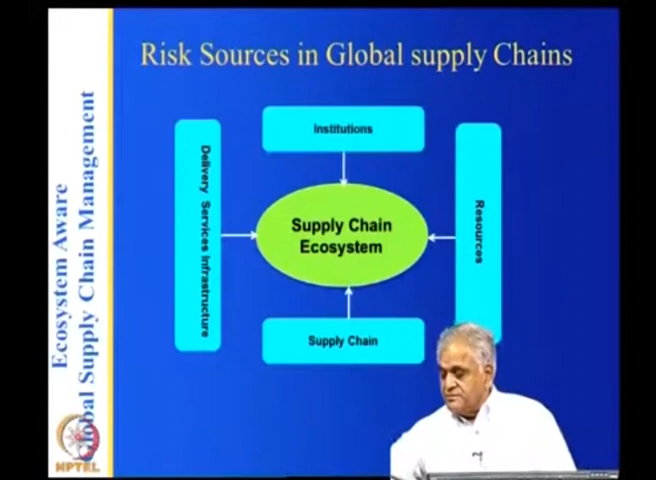 Risk Sources in Global supply Chains
Ecosystem Aware
Global Supply Chain Management
Institutions
Delivery Services Infrastructure
Supply Chain
Ecosystem
Resources
Supply Chain
NPTEL